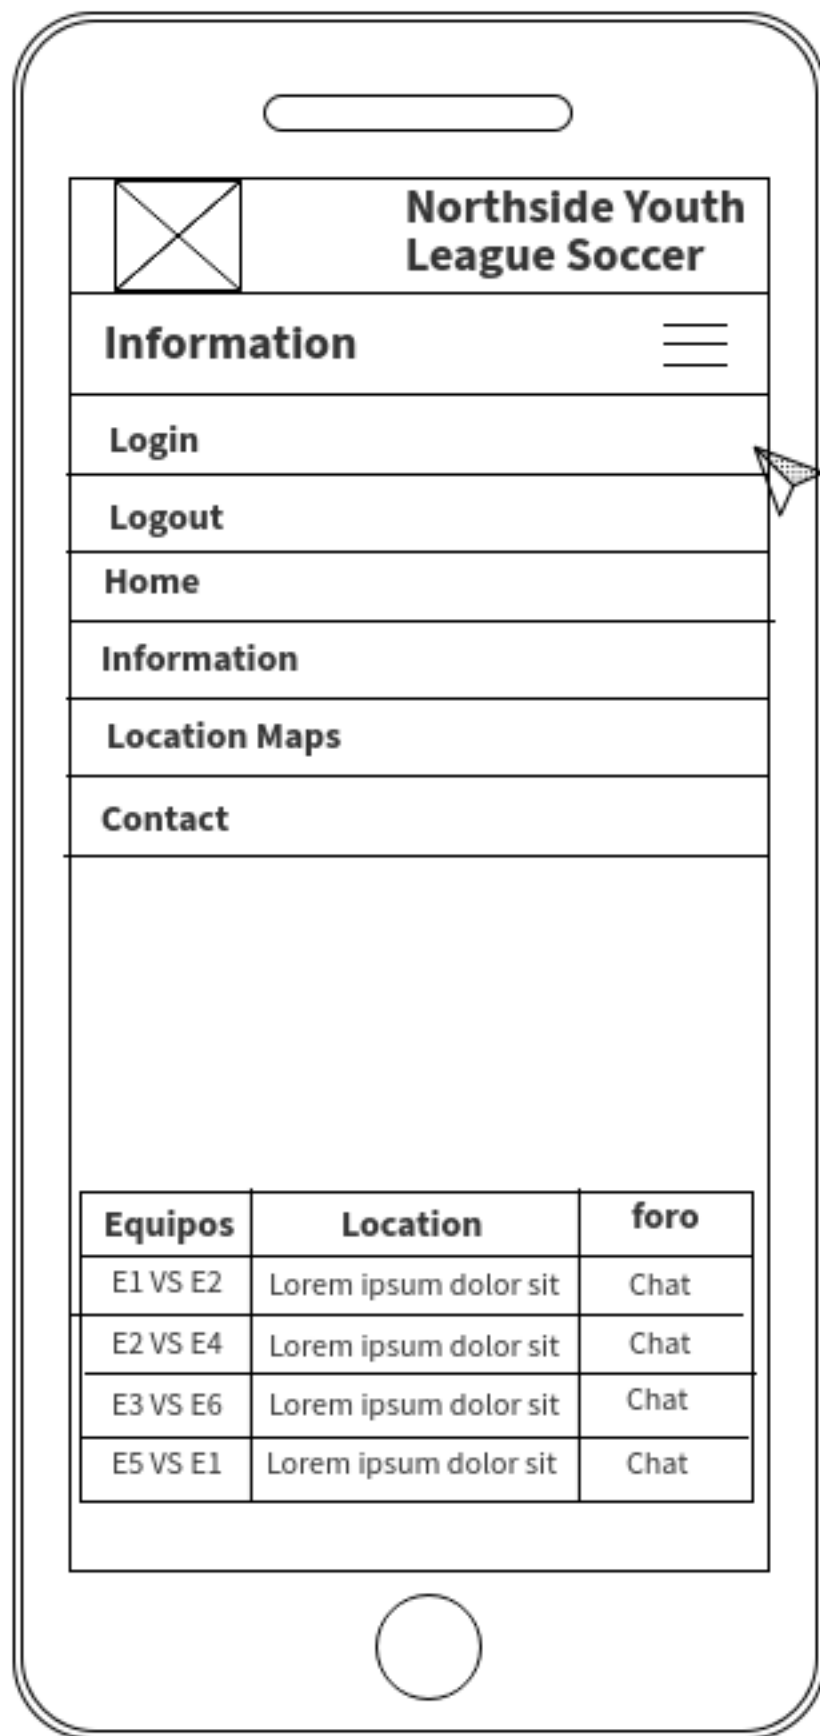 Northside Youth
League Soccer
Information
Login
Logout
Home
Information
Location Maps
Contact
Equipos Location foro
E1 VS E2 Lorem ipsum dolor sit Chat
E2 VS E4 Lorem ipsum dolor sit Chat
E3 VS E6 Lorem ipsum dolor sit Chat
E5 VS E1 Lorem ipsum dolor sit Chat